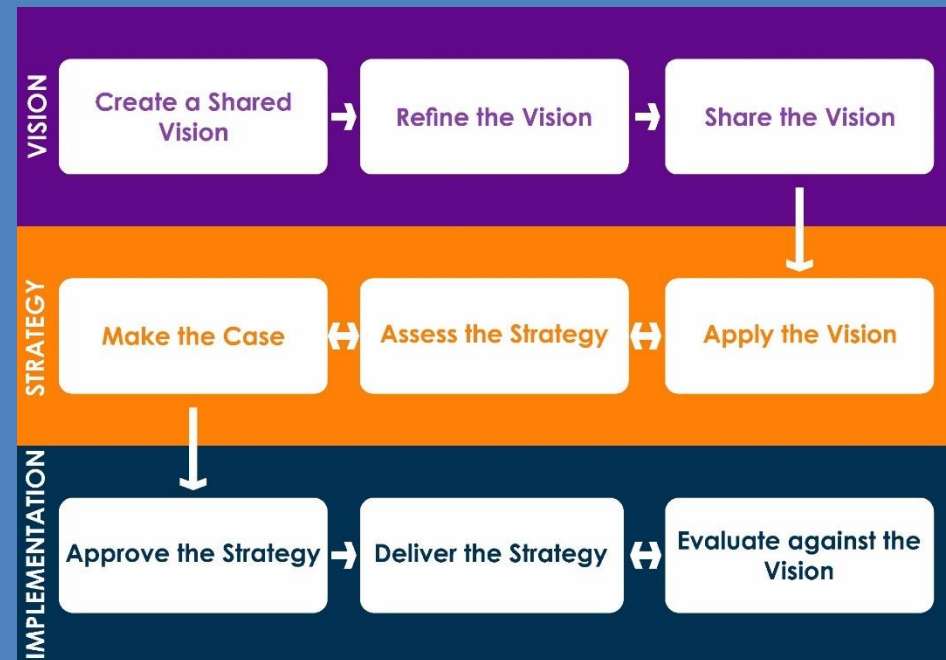 VISION
Create a Shared
Vision
Refine the Vision
Share the Vision
STRATEGY
Make the Case
Assess the Strategy
Apply the Vision
IMPLEMENTATION
Approve the Strategy
Deliver the Strategy
Evaluate against the
Vision